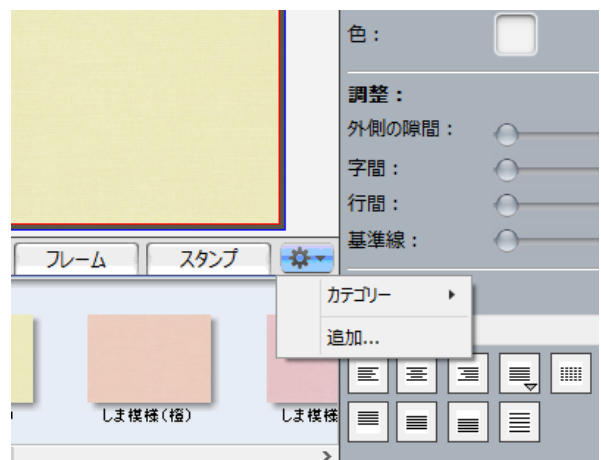 色：
調整：
外側の隙間：
字間：
行間：
基準線：
フレーム
スタンプ
カテゴリー
追加...
しま模様(橙)
しま模様